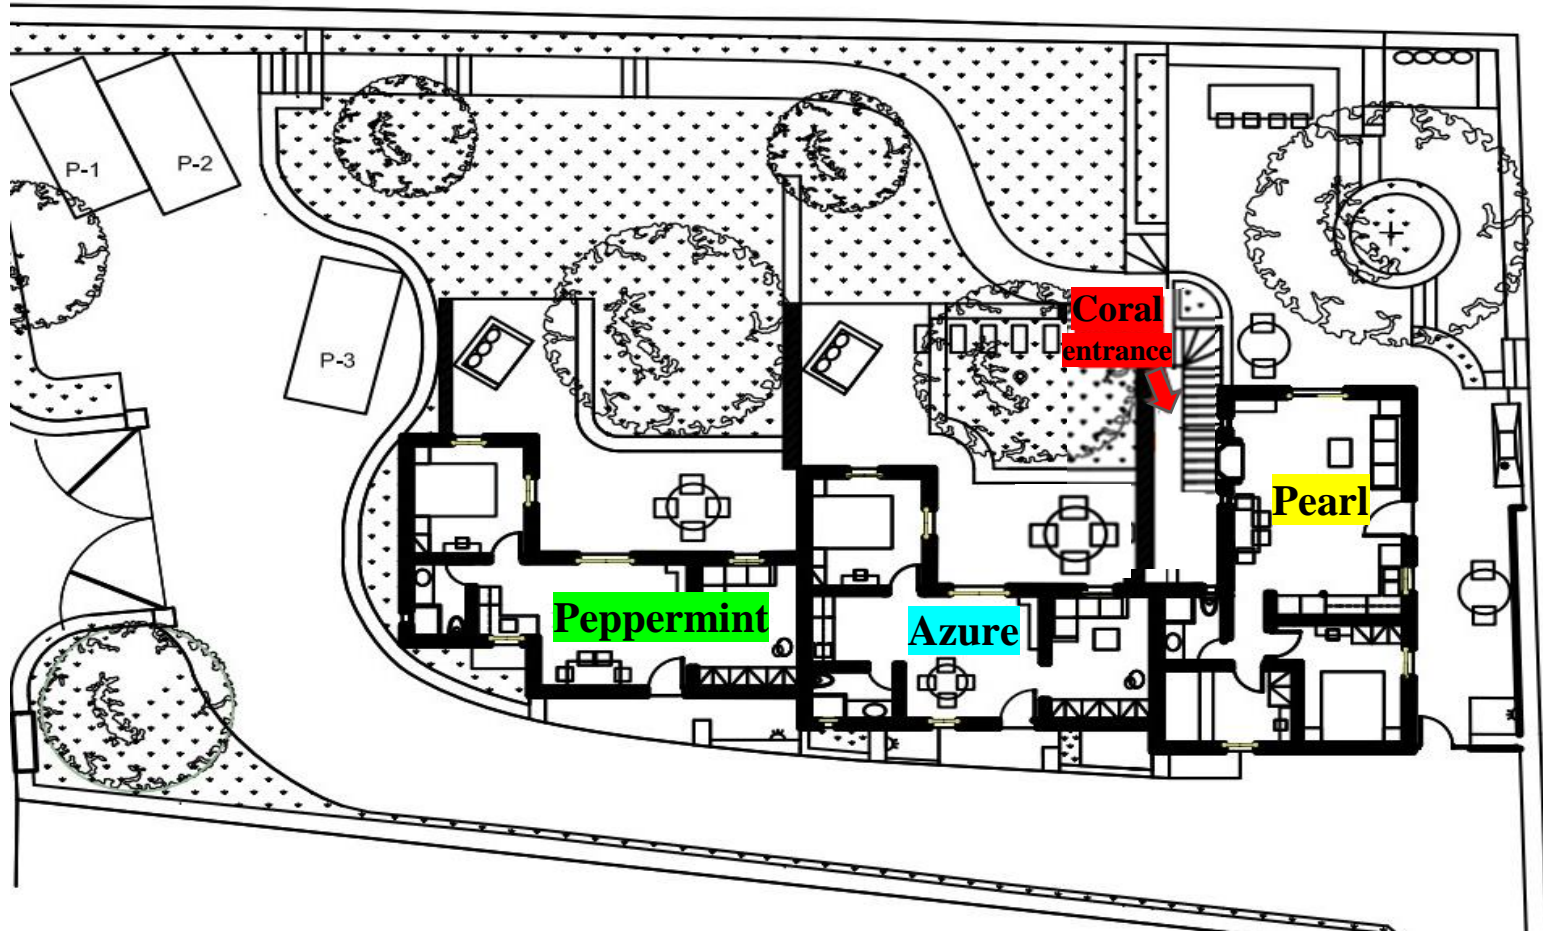 P-1
P-2
P-3
Coral
entrance
Pearl
Peppermint
Azure